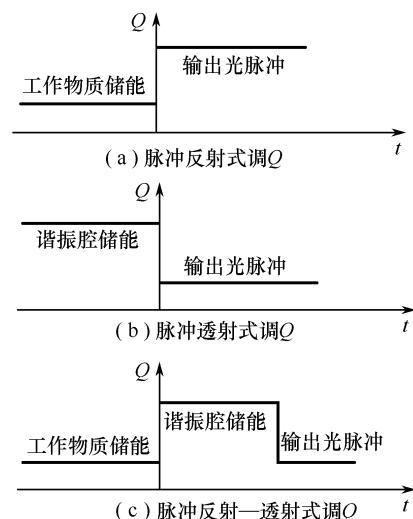 Q
输出光脉冲
工作物质储能
t
(a)脉冲反射式调Q
Q
谐振腔储能
输出光脉冲
t
(b)脉冲透射式调Q
Q
谐振腔储能
工作物质储能
输出光脉冲
t
(c)脉冲反射—透射式调Q